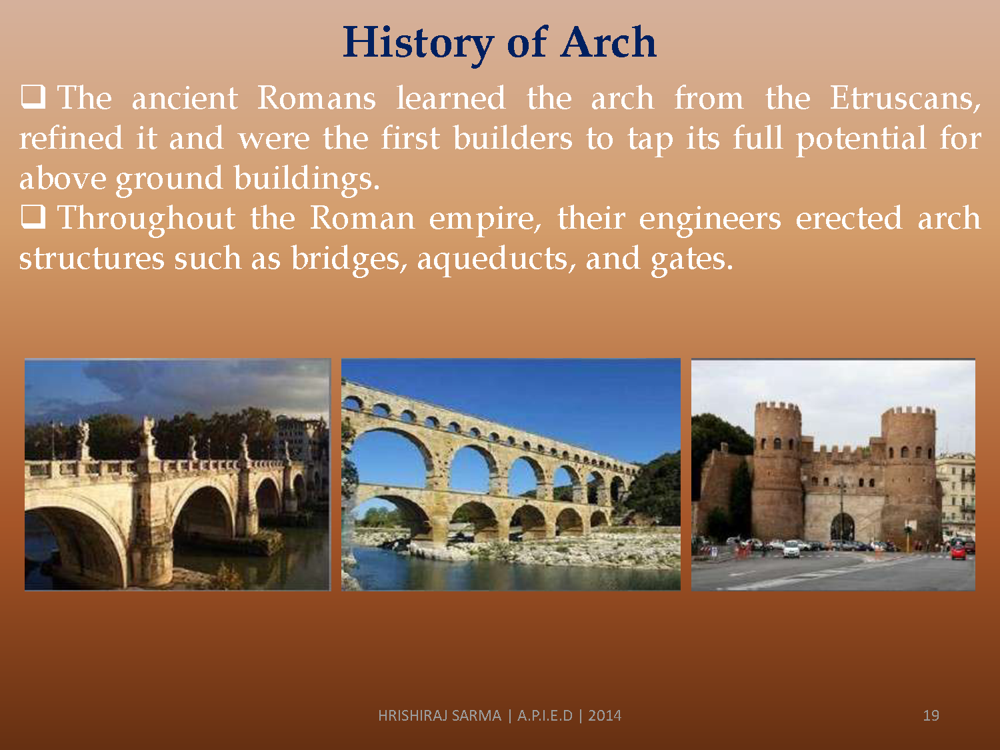 History of Arch
❑ The ancient Romans learned the arch from the Etruscans,
refined it and were the first builders to tap its full potential for
above ground buildings.
❑ Throughout the Roman empire, their engineers erected arch
structures such as bridges, aqueducts, and gates.
HRISHIRAJ SARMA | A.P.I.E.D | 2014
19